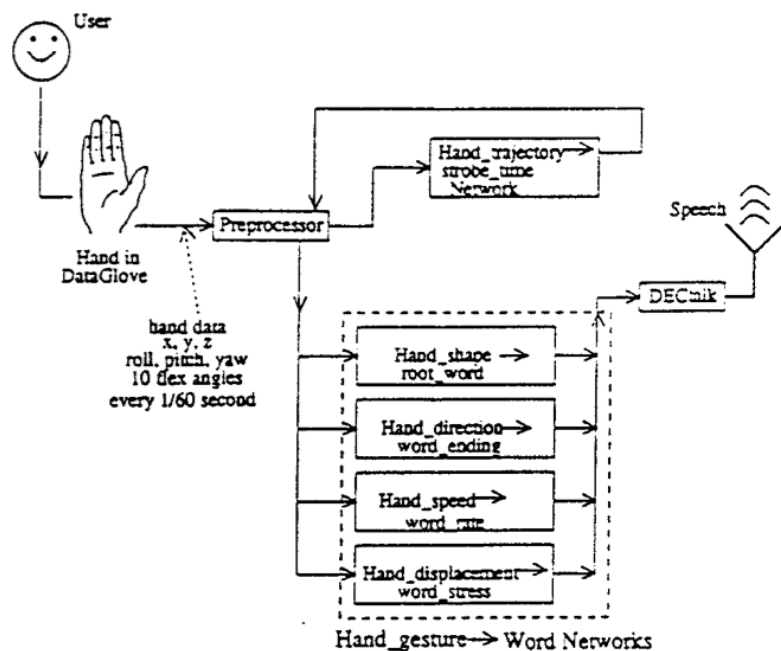 User
Hand_trajectory →
strobe_time
Network
Preprocessor
Speech
Hand in
DataGlove
DECtalk
hand data
x, y, z
roll, pitch, yaw
10 flex angles
every 1/60 second
Hand_shape →
root_word
Hand_direction →
word_ending
Hand_speed →
word_rate
Hand_displacement →
word_stress
Hand_gesture → Word Networks